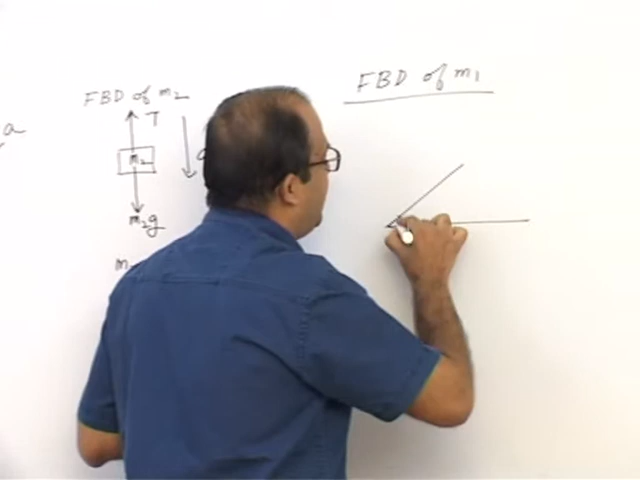 a
FBD of m₂
T
m₂
m₂g
m
FBD of m₁